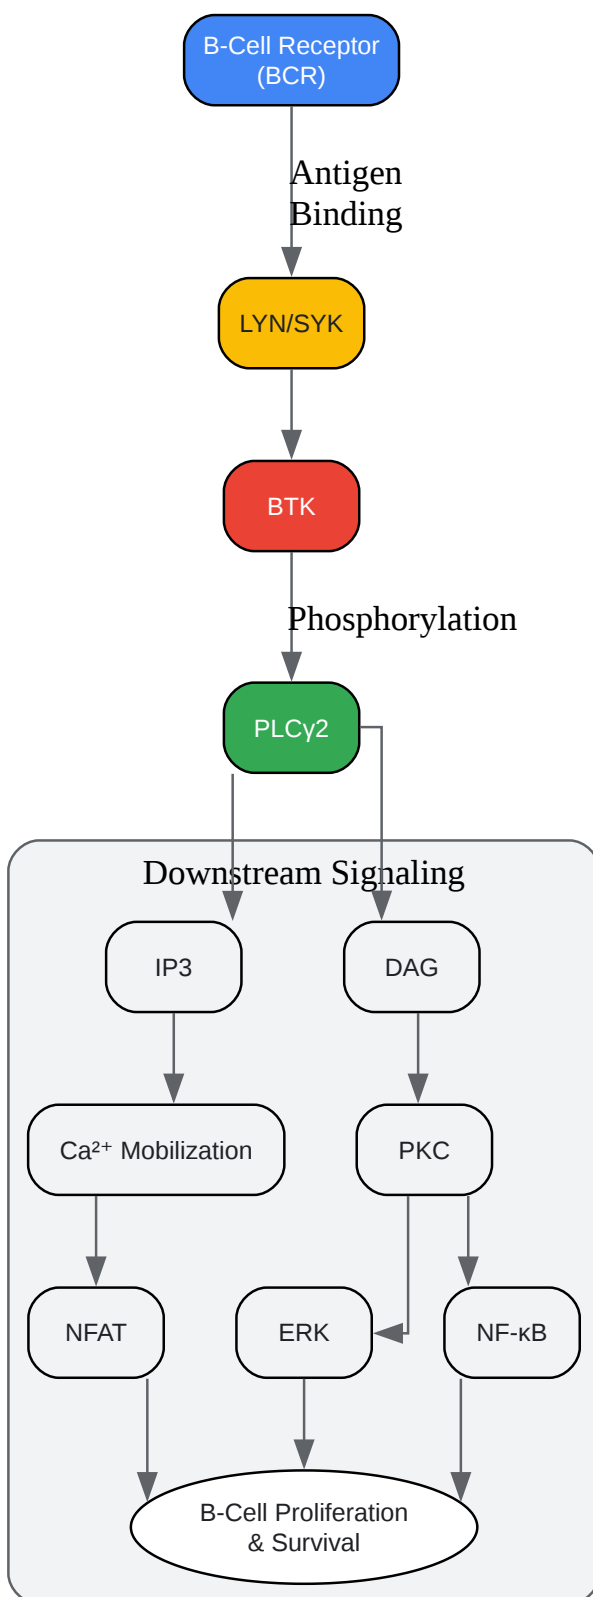 B-Cell Receptor
(BCR)
Antigen
Binding
LYN/SYK
BTK
Phosphorylation
PLCγ2
Downstream Signaling
IP3
DAG
Ca²⁺ Mobilization
PKC
NFAT
ERK
NF-κB
B-Cell Proliferation
& Survival